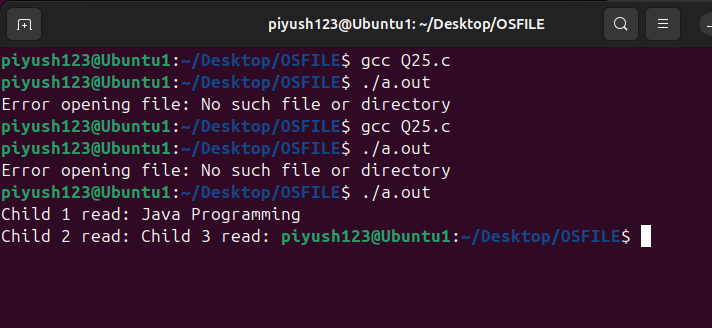 piyush123@Ubuntu1: ~/Desktop/OSFILE
piyush123@Ubuntu1:~/Desktop/OSFILE$ gcc Q25.c
piyush123@Ubuntu1:~/Desktop/OSFILE$ ./a.out
Error opening file: No such file or directory
piyush123@Ubuntu1:~/Desktop/OSFILE$ gcc Q25.c
piyush123@Ubuntu1:~/Desktop/OSFILE$ ./a.out
Error opening file: No such file or directory
piyush123@Ubuntu1:~/Desktop/OSFILE$ ./a.out
Child 1 read: Java Programming
Child 2 read: Child 3 read: piyush123@Ubuntu1:~/Desktop/OSFILE$